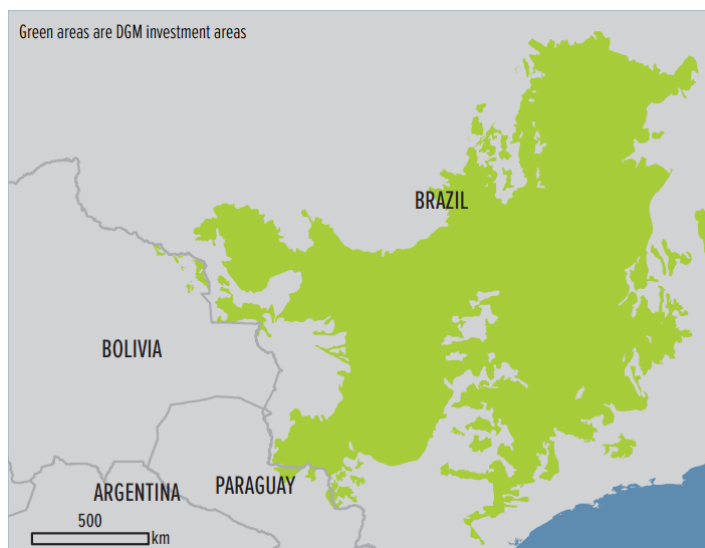 Green areas are DGM investment areas
BRAZIL
BOLIVIA
PARAGUAY
ARGENTINA
500
km